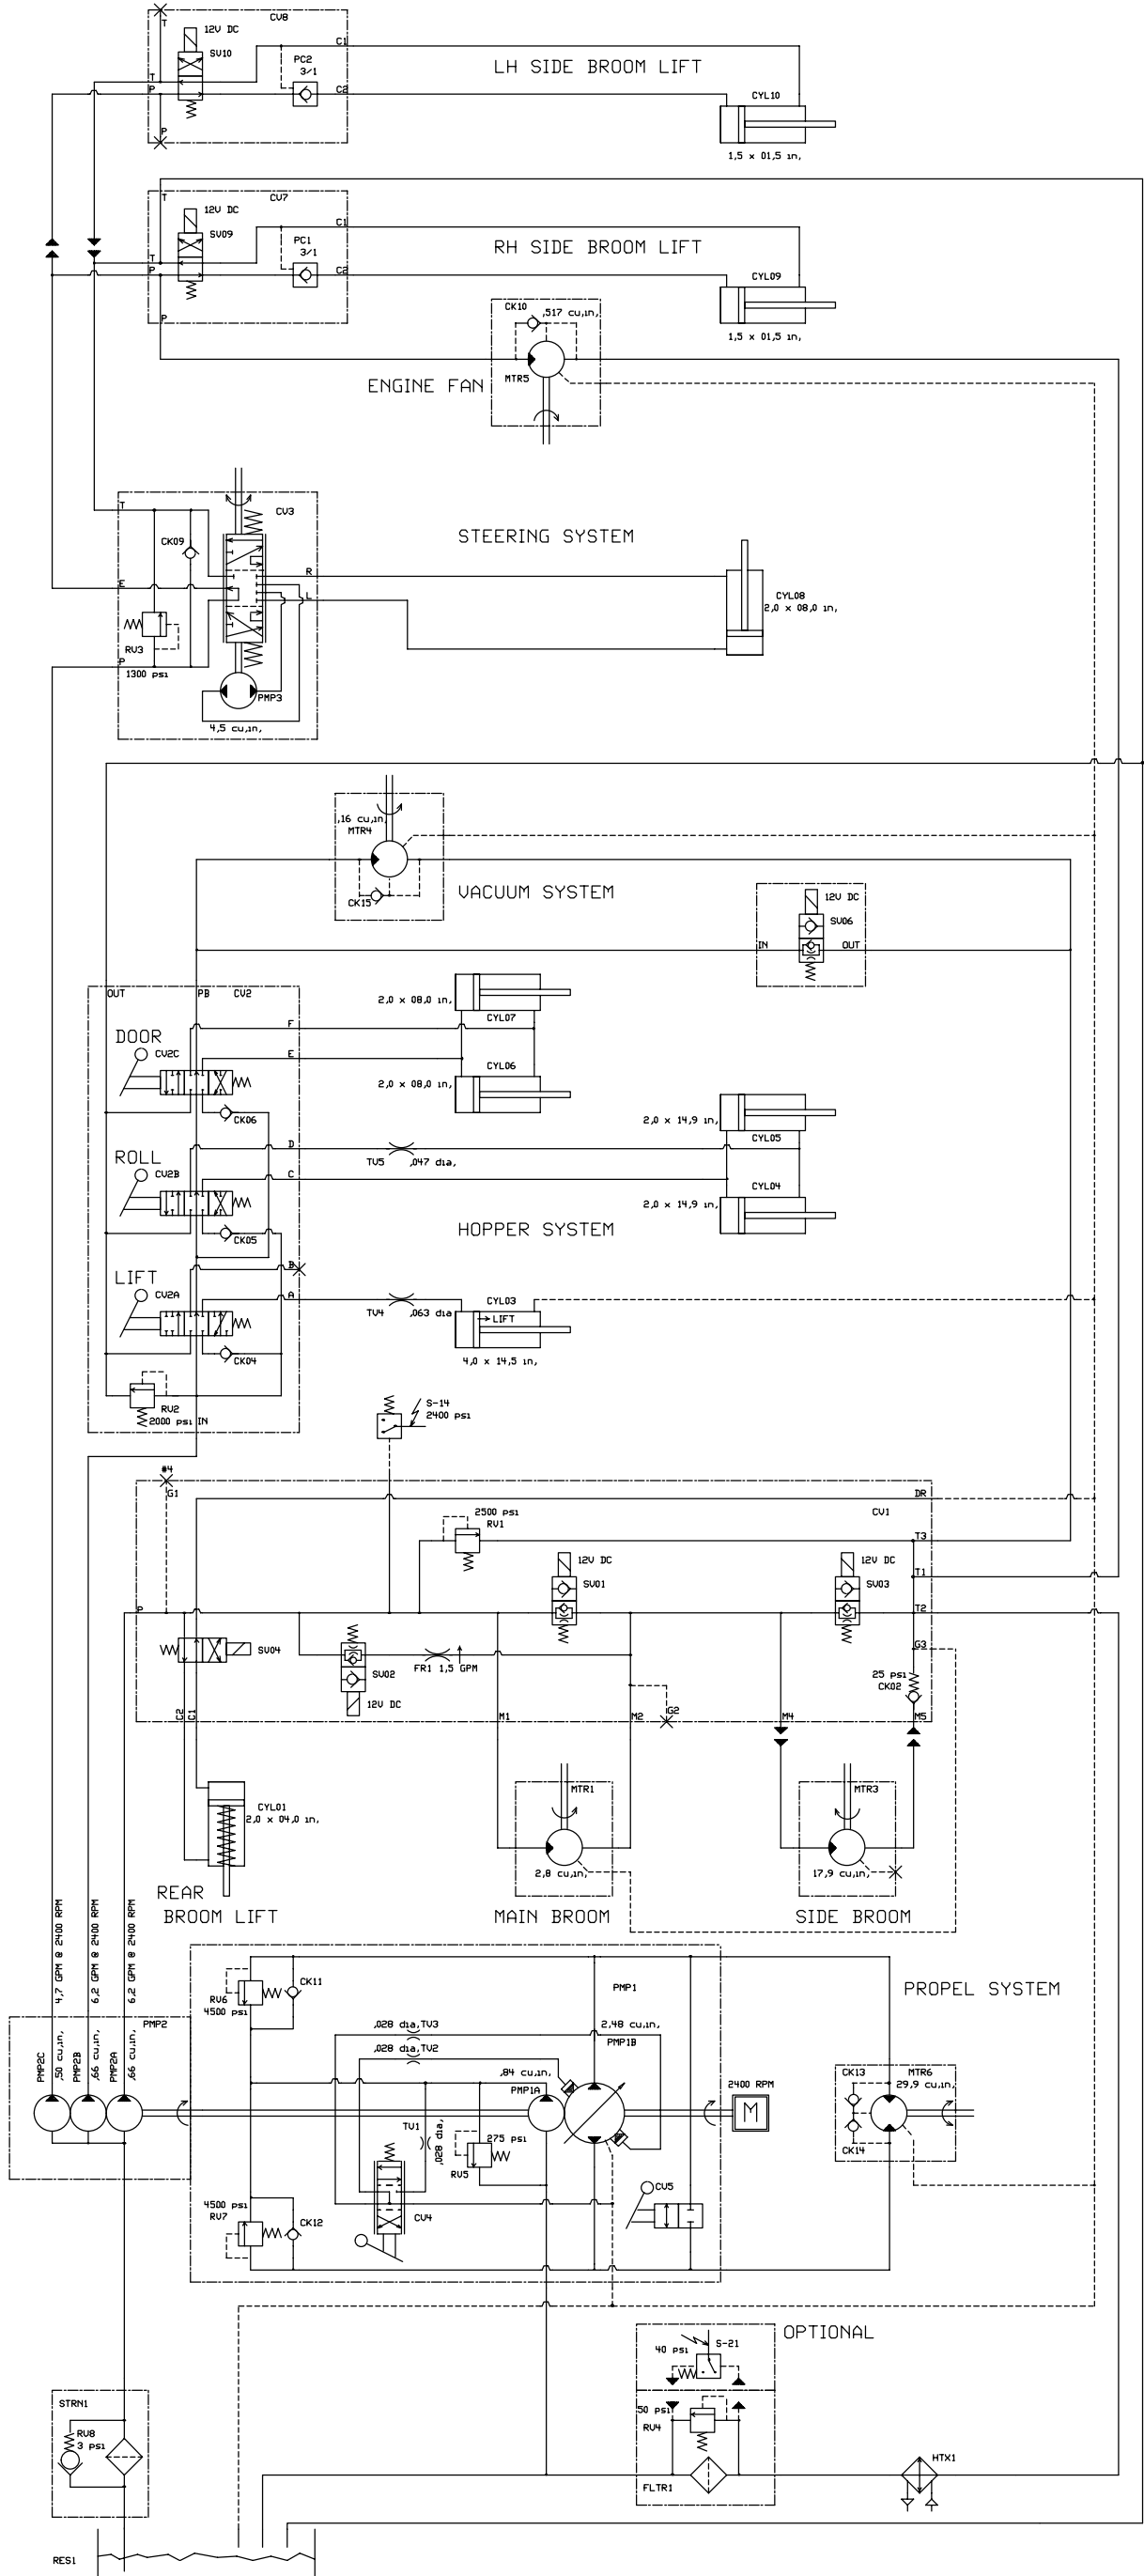 T
CV8
12V DC
SV10
C1
PC2
3/1
LH SIDE BROOM LIFT
T
P
C2
CYL10
P
1,5 x 01,5 in,
T
CV7
12V DC
SV09
C1
PC1
3/1
RH SIDE BROOM LIFT
T
P
C2
CYL09
P
CK10
,517 cu,in,
1,5 x 01,5 in,
ENGINE FAN
MTR5
T
CV3
CK09
STEERING SYSTEM
R
E
L
CYL08
2,0 x 08,0 in,
RV3
P
1300 psi
PMP3
4,5 cu,in,
,16 cu,in,
MTR4
CK15
VACUUM SYSTEM
12V DC
SV06
IN
OUT
OUT
PB
CV2
2,0 x 08,0 in,
CYL07
F
DOOR
CV2C
E
CYL06
2,0 x 08,0 in,
CK06
2,0 x 14,9 in,
CYL05
D
ROLL
TV5
,047 dia,
CV2B
C
CYL04
2,0 x 14,9 in,
CK05
HOPPER SYSTEM
B
LIFT
CV2A
A
CYL03
TV4
,063 dia
LIFT
CK04
4,0 x 14,5 in,
RV2
2000 psi IN
S-14
2400 psi
#4
G1
DR
2500 psi
RV1
CV1
T3
12V DC
SV01
12V DC
SV03
T1
P
T2
SV04
G3
SV02
FR1 1,5 GPM
25 psi
CK02
12V DC
C2
C1
M1
M2
G2
M4
M5
MTR1
MTR3
CYL01
2,0 x 04,0 in,
2,8 cu,in,
17,9 cu,in,
REAR
BROOM LIFT
MAIN BROOM
SIDE BROOM
4,7 GPM @ 2400 RPM
6,2 GPM @ 2400 RPM
6,2 GPM @ 2400 RPM
RV6
4500 psi
CK11
PMP1
PROPEL SYSTEM
PMP2
PMP2C
,50 cu,in,
PMP2B
,66 cu,in,
PMP2A
,66 cu,in,
,028 dia,TV3
2,48 cu,in,
,028 dia,TV2
PMP1B
,84 cu,in,
PMP1A
2400 RPM
M
CK13
MTR6
29,9 cu,in,
TV1
,028 dia,
275 psi
RV5
CK14
4500 psi
RV7
CK12
CV4
CV5
OPTIONAL
S-21
40 psi
STRN1
RV8
3 psi
50 psi
RV4
FLTR1
HTX1
RES1